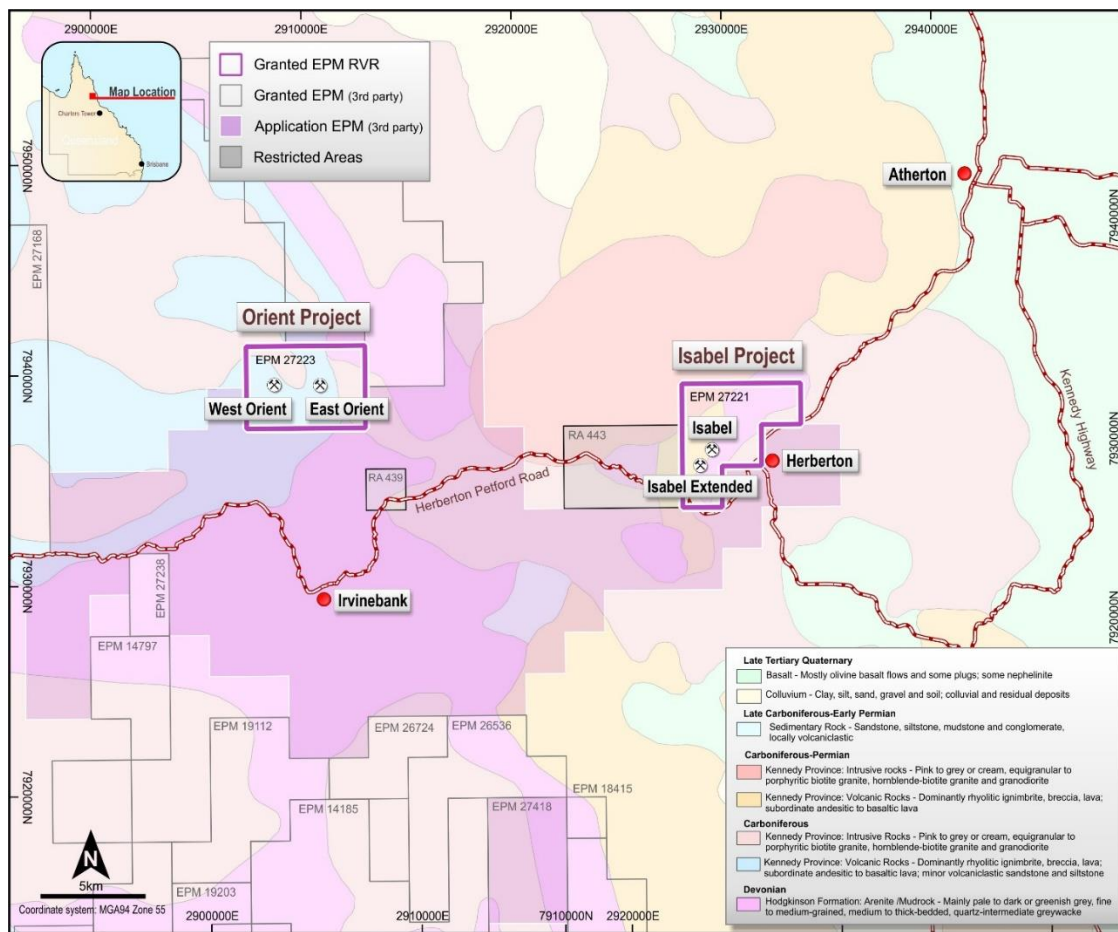 2900000E
2910000E
2920000E
2930000E
2940000E
Map Location
Charters Tower
Brisbane
Granted EPM RVR
Granted EPM (3rd party)
Application EPM (3rd party)
Restricted Areas
7950000N
7940000N
Atherton
EPM 27168
Orient Project
EPM 27223
West Orient
East Orient
7940000N
Isabel Project
EPM 27221
Isabel
Isabel Extended
RA 443
RA 439
Herberton Petford Road
Herberton
Kennedy Highway
7930000N
7930000N
EPM 27238
Irvinebank
7920000N
EPM 14797
EPM 19112
EPM 26724
EPM 26536
EPM 18415
EPM 14185
EPM 27418
EPM 19203
7920000N
N
5km
Coordinate system: MGA94 Zone 55
2900000E
2910000E
7910000N
2920000E
Late Tertiary Quaternary
Basalt - Mostly olivine basalt flows and some plugs; some nephelinite
Colluvium - Clay, silt, sand, gravel and soil; colluvial and residual deposits
Late Carboniferous-Early Permian
Sedimentary Rock - Sandstone, siltstone, mudstone and conglomerate,
locally volcaniclastic
Carboniferous-Permian
Kennedy Province: Intrusive rocks - Pink to grey or cream, equigranular to
porphyritic biotite granite, hornblende-biotite granite and granodiorite
Kennedy Province: Volcanic Rocks - Dominantly rhyolitic ignimbrite, breccia, lava;
subordinate andesitic to basaltic lava
Carboniferous
Kennedy Province: Intrusive Rocks - Pink to grey or cream, equigranular to
porphyritic biotite granite, hornblende-biotite granite and granodiorite
Kennedy Province: Volcanic Rocks - Dominantly rhyolitic ignimbrite, breccia, lava;
subordinate andesitic to basaltic lava; minor volcaniclastic sandstone and siltstone
Devonian
Hodgkinson Formation: Arenite /Mudrock - Mainly pale to dark or greenish grey, fine
to medium-grained, medium to thick-bedded, quartz-intermediate greywacke